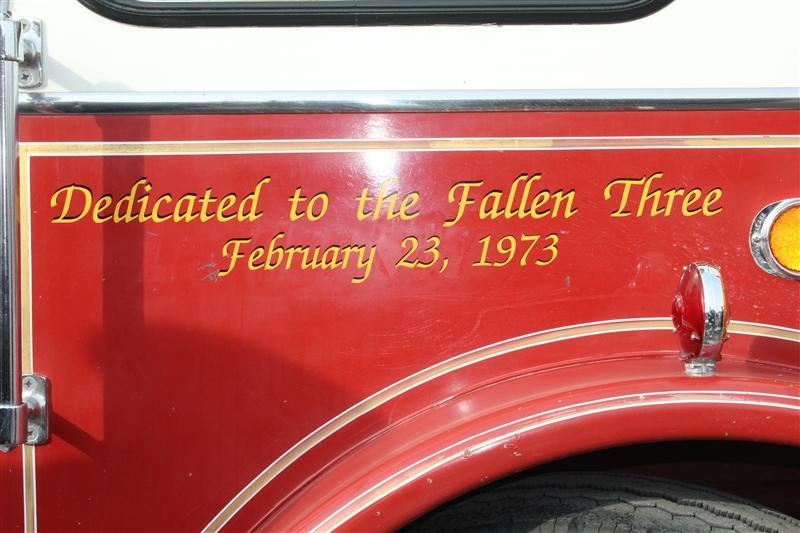 Dedicated to the Fallen Three
February 23, 1973